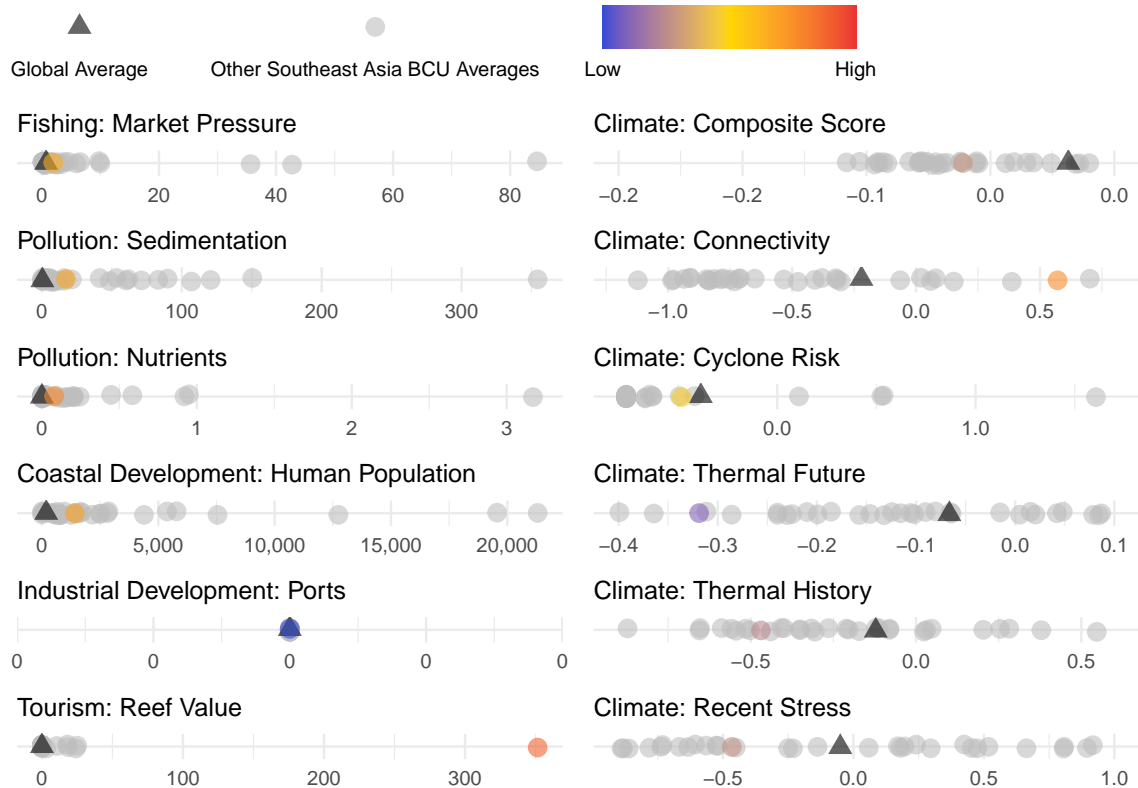 Global Average
Other Southeast Asia BCU Averages
Low
High
Fishing: Market Pressure
0 20 40 60 80
Climate: Composite Score
−0.2 −0.2 −0.1 0.0 0.0
Pollution: Sedimentation
0 100 200 300
Climate: Connectivity
−1.0 −0.5 0.0 0.5
Pollution: Nutrients
0 1 2 3
Climate: Cyclone Risk
0.0 1.0
Coastal Development: Human Population
0 5,000 10,000 15,000 20,000
Climate: Thermal Future
−0.4 −0.3 −0.2 −0.1 0.0 0.1
Industrial Development: Ports
0 0 0 0 0
Climate: Thermal History
−0.5 0.0 0.5
Tourism: Reef Value
0 100 200 300
Climate: Recent Stress
−0.5 0.0 0.5 1.0